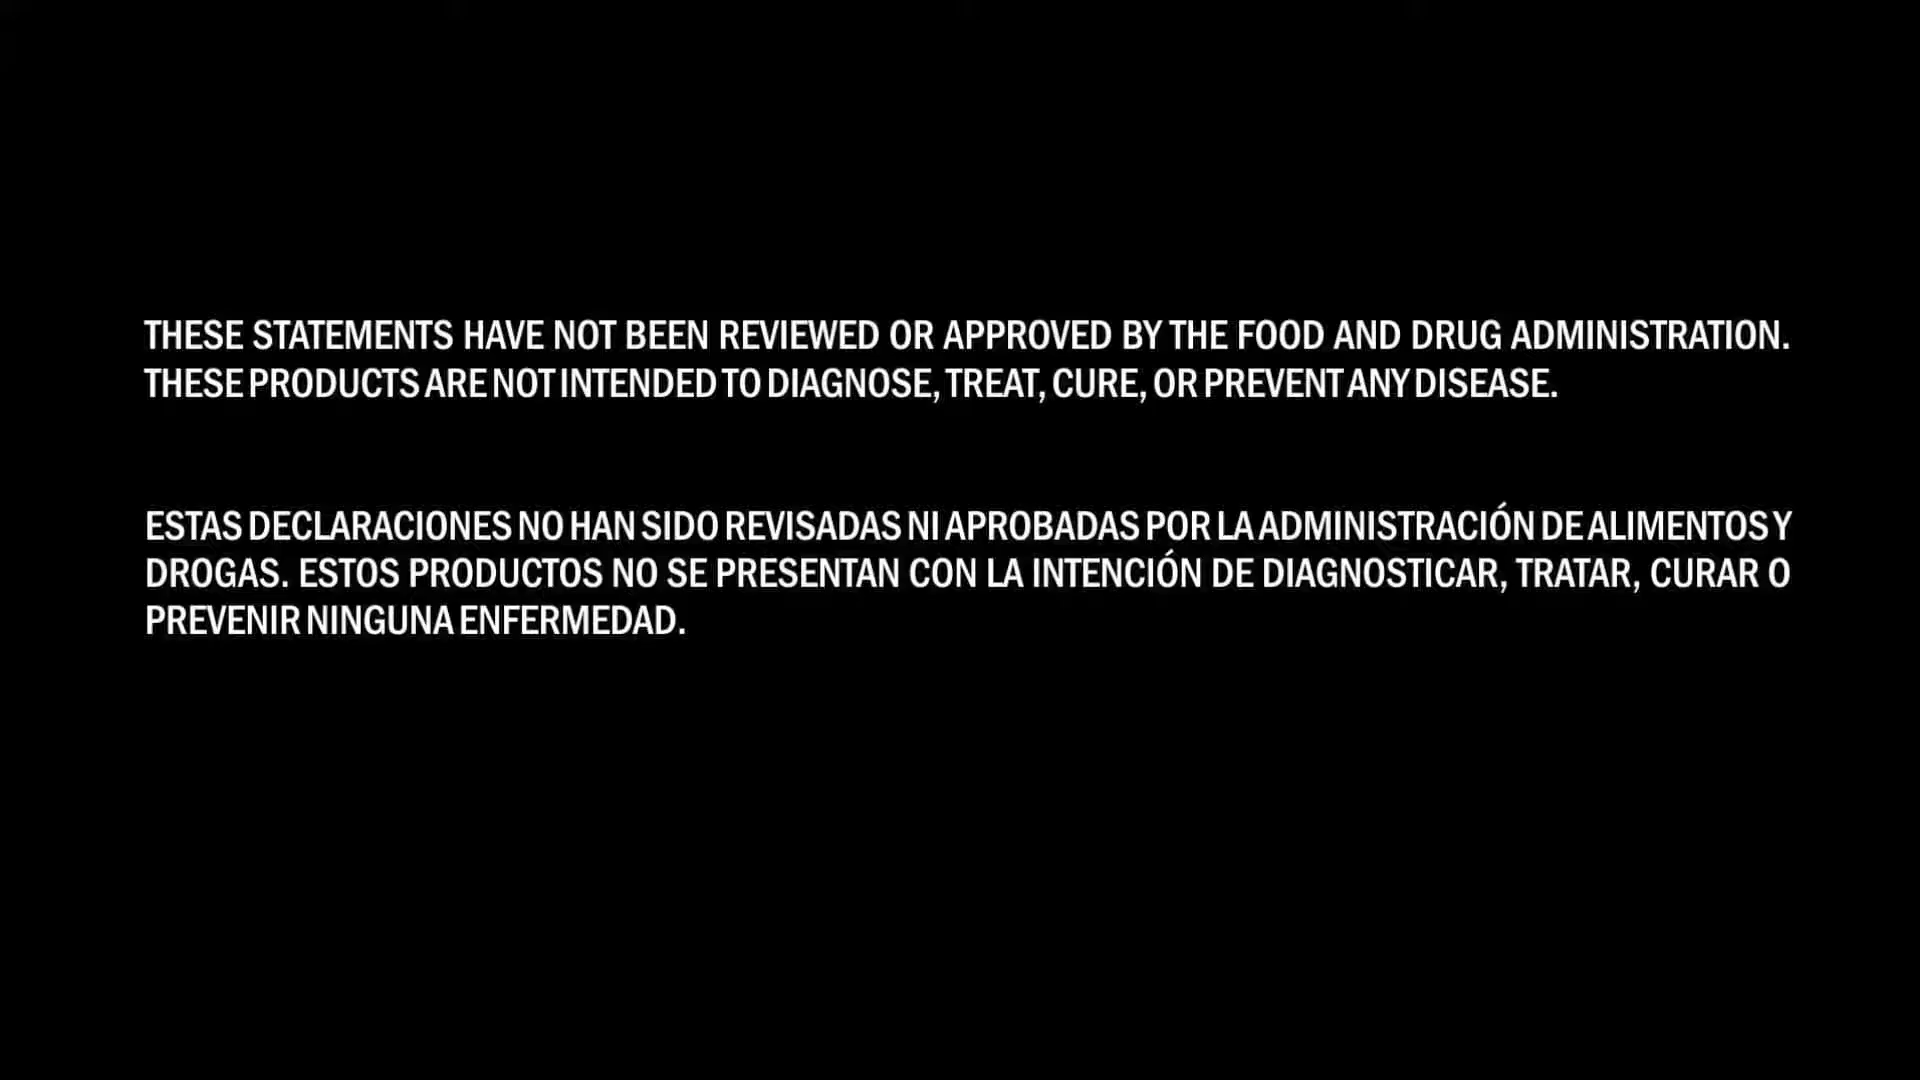 THESE STATEMENTS HAVE NOT BEEN REVIEWED OR APPROVED BY THE FOOD AND DRUG ADMINISTRATION.
THESE PRODUCTS ARE NOT INTENDED TO DIAGNOSE, TREAT, CURE, OR PREVENT ANY DISEASE.
ESTAS DECLARACIONES NO HAN SIDO REVISADAS NI APROBADAS POR LA ADMINISTRACIÓN DE ALIMENTOS Y
DROGAS. ESTOS PRODUCTOS NO SE PRESENTAN CON LA INTENCIÓN DE DIAGNOSTICAR, TRATAR, CURAR O
PREVENIR NINGUNA ENFERMEDAD.